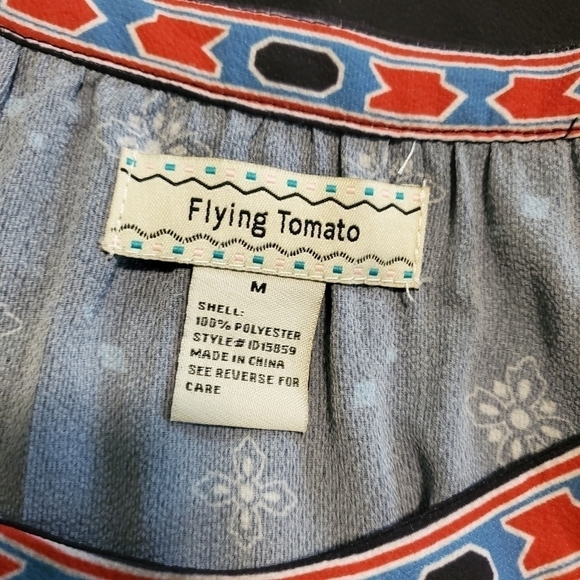 Flying Tomato
M
SHELL:
100% POLYESTER
STYLE# ID15859
MADE IN CHINA
SEE REVERSE FOR
CARE